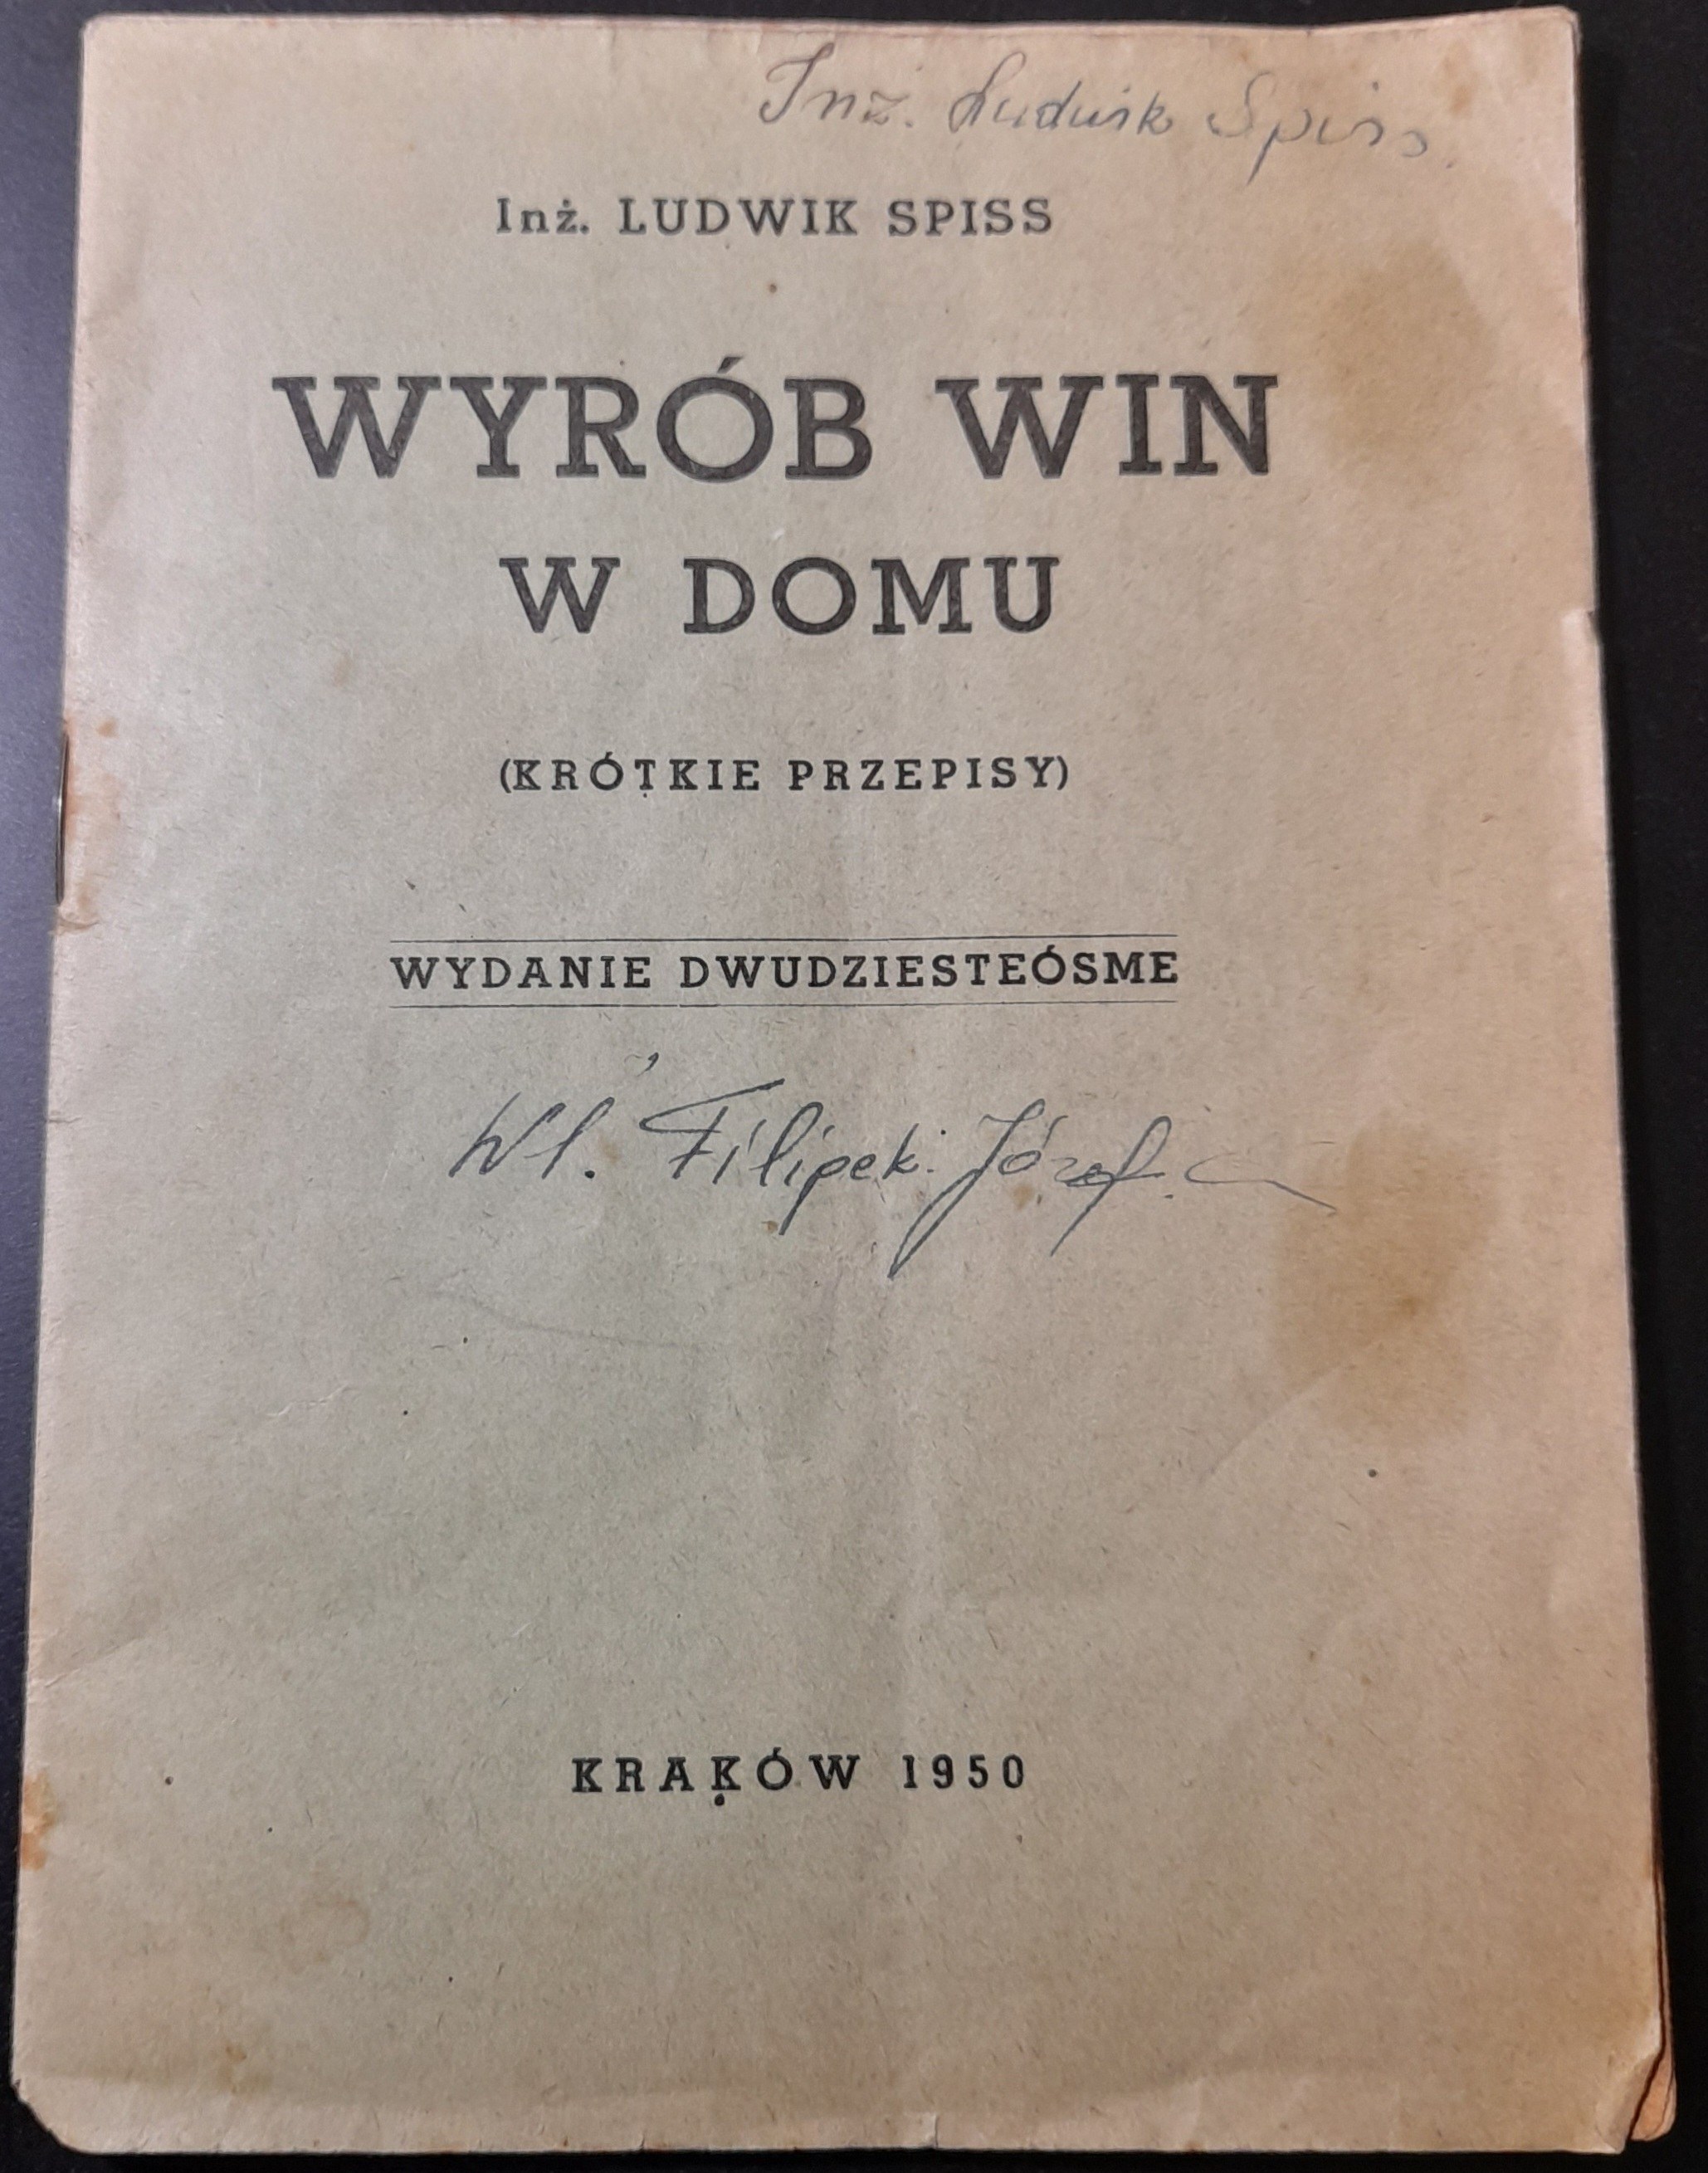 Inż. Ludwik Spiss.
Inż. LUDWIK SPISS
WYRÓB WIN
W DOMU
(KRÓTKIE PRZEPISY)
WYDANIE DWUDZIESTEÓSME
Wł. Filipek Józef.
KRAKÓW 1950